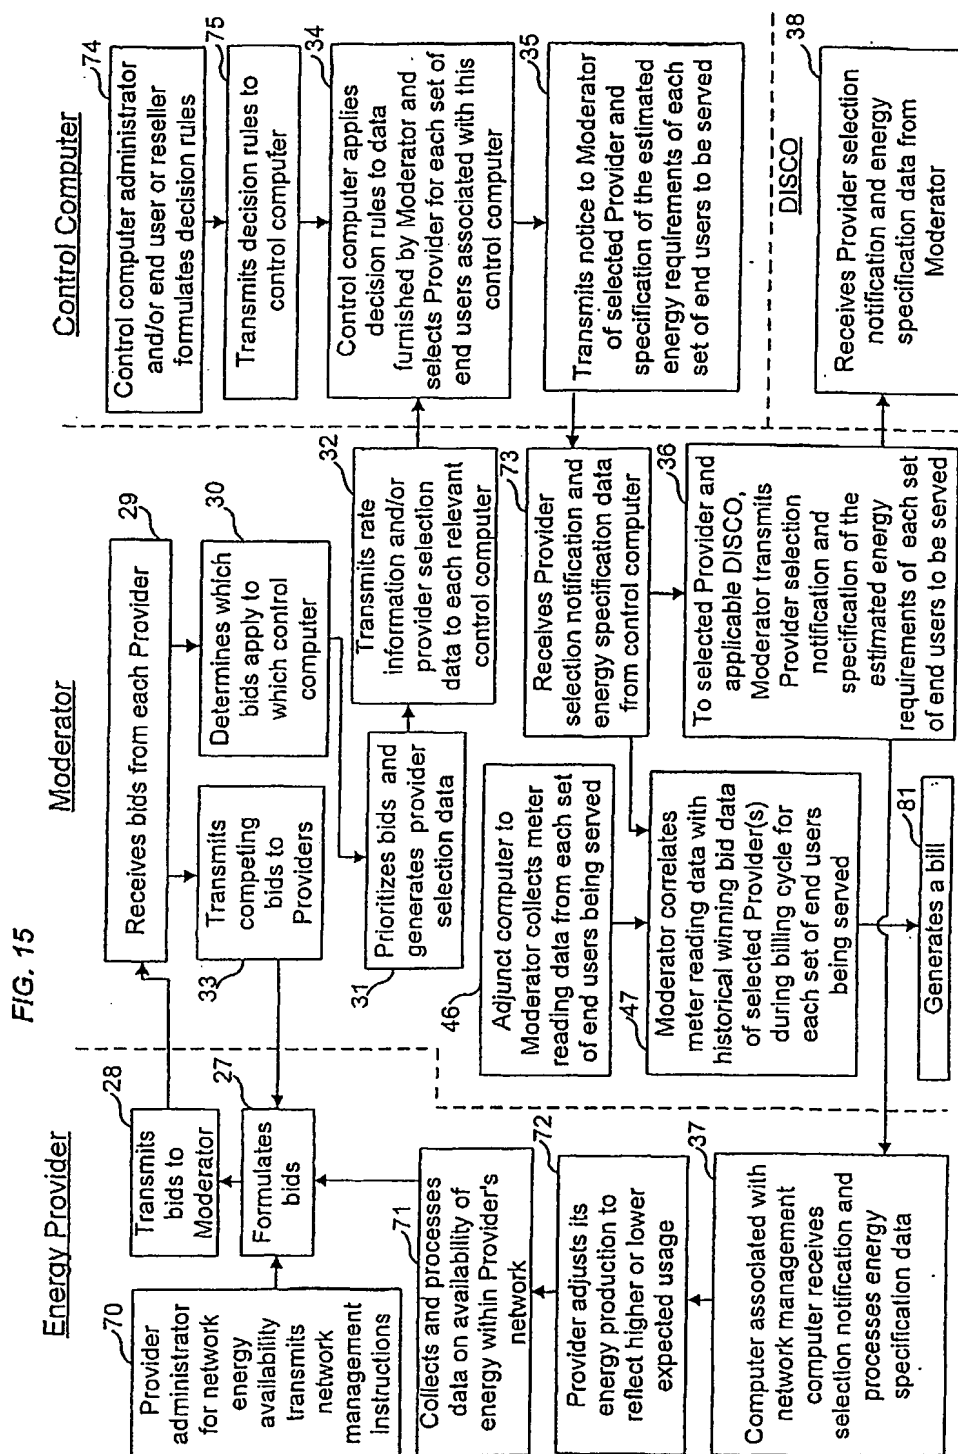 FIG. 15
Energy Provider
70
Provider
administrator
for network
energy
availability
transmits
network
management
instructions
28
Transmits
bids to
Moderator
27
Formulates
bids
71
Collects and processes
data on availability of
energy within Provider's
network
72
Provider adjusts its
energy production to
reflect higher or lower
expected usage
37
Computer associated with
network management
computer receives
selection notification and
processes energy
specification data
Moderator
29
Receives bids from each Provider
33
Transmits
competing
bids to
Providers
30
Determines which
bids apply to
which control
computer
31
Prioritizes bids and
generates provider
selection data
32
Transmits rate
information and/or
provider selection
data to each relevant
control computer
46
Adjunct computer to
Moderator collects meter
reading data from each set
of end users being served
73
Receives Provider
selection notification and
energy specification data
from control computer
47
Moderator correlates
meter reading data with
historical winning bid data
of selected Provider(s)
during billing cycle for
each set of end users
being served
36
To selected Provider and
applicable DISCO,
Moderator transmits
Provider selection
notification and
specification of the
estimated energy
requirements of each set
of end users to be served
81
Generates a bill
Control Computer
74
Control computer administrator
and/or end user or reseller
formulates decision rules
75
Transmits decision rules to
control computer
34
Control computer applies
decision rules to data
furnished by Moderator and
selects Provider for each set of
end users associated with this
control computer
35
Transmits notice to Moderator
of selected Provider and
specification of the estimated
energy requirements of each
set of end users to be served
DISCO
38
Receives Provider selection
notification and energy
specification data from
Moderator